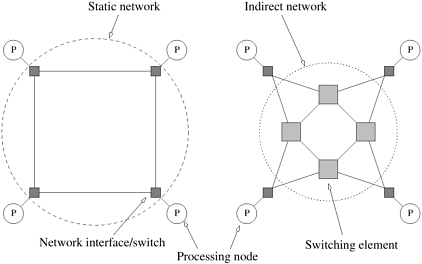 Static network
Indirect network
P
P
P
P
P
P
P
P
Network interface/switch
Processing node
Switching element